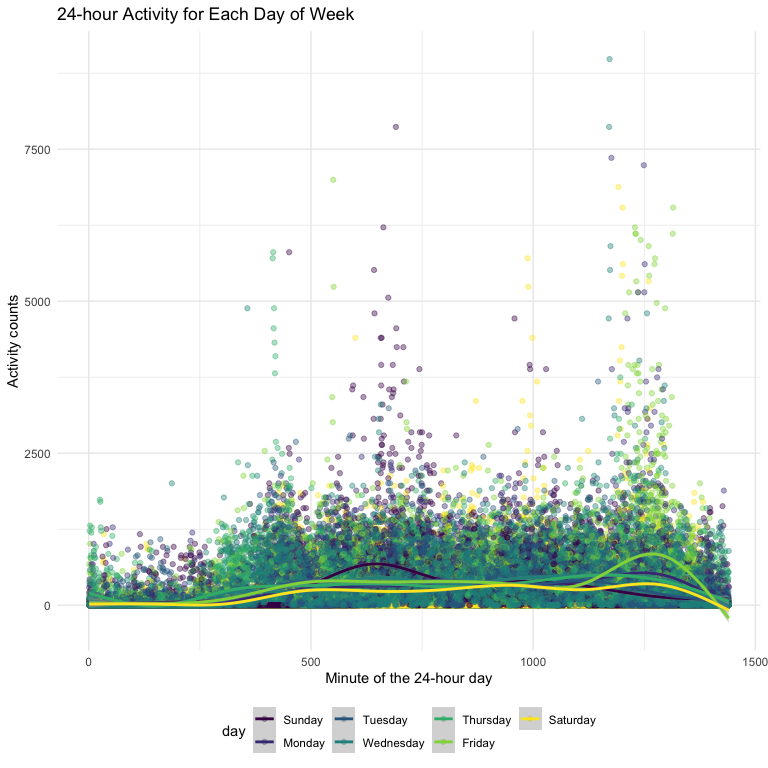 24-hour Activity for Each Day of Week
Activity counts
7500
5000
2500
0
0 500 1000 1500
Minute of the 24-hour day
day
Sunday Tuesday Thursday Saturday
Monday Wednesday Friday